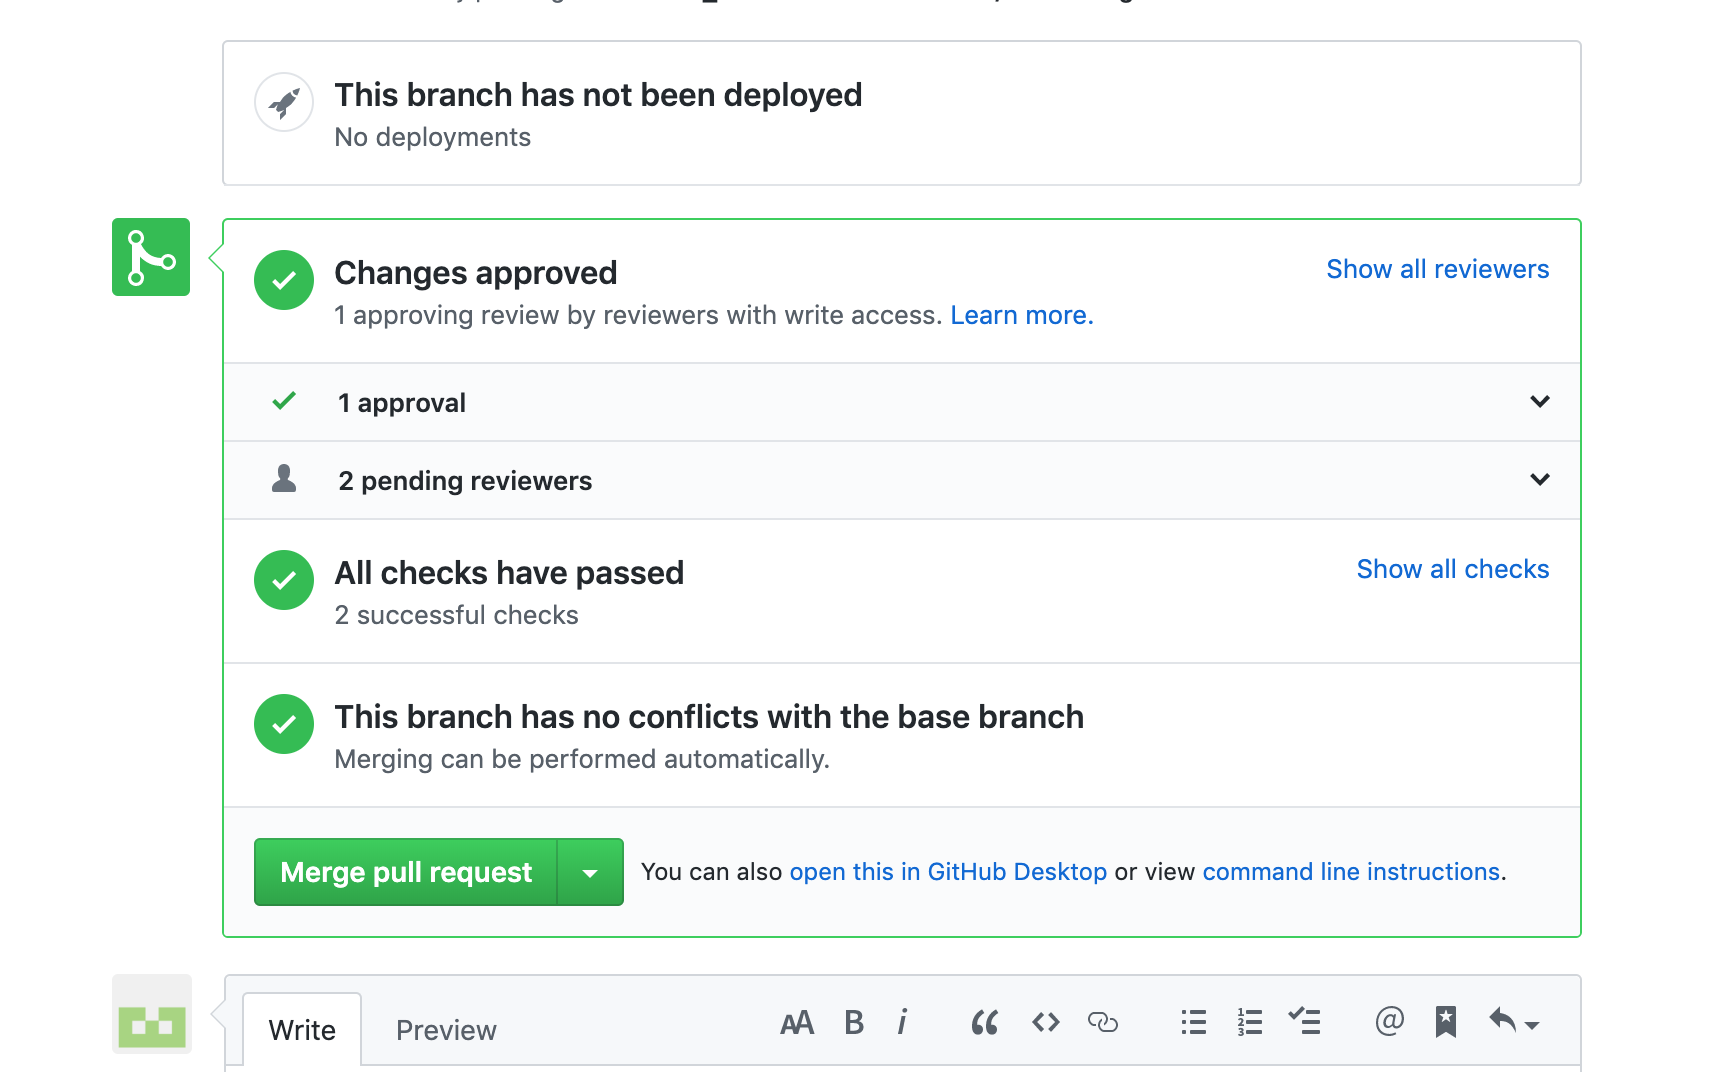 This branch has not been deployed
No deployments
Changes approved
Show all reviewers
1 approving review by reviewers with write access. Learn more.
1 approval
2 pending reviewers
All checks have passed
Show all checks
2 successful checks
This branch has no conflicts with the base branch
Merging can be performed automatically.
Merge pull request
You can also open this in GitHub Desktop or view command line instructions.
Write
Preview